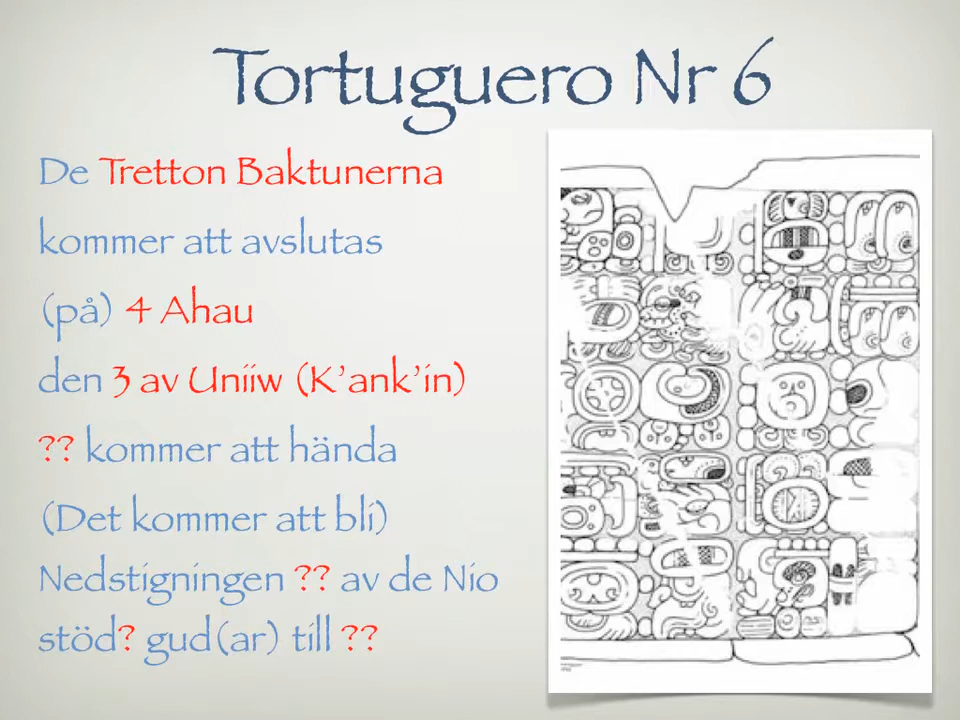 Tortuguero Nr 6
De Tretton Baktunerna
kommer att avslutas
(på) 4 Ahau
den 3 av Uniiw (K'ank'in)
?? kommer att hända
(Det kommer att bli)
Nedstigningen ?? av de Nio
stöd? gud(ar) till ??